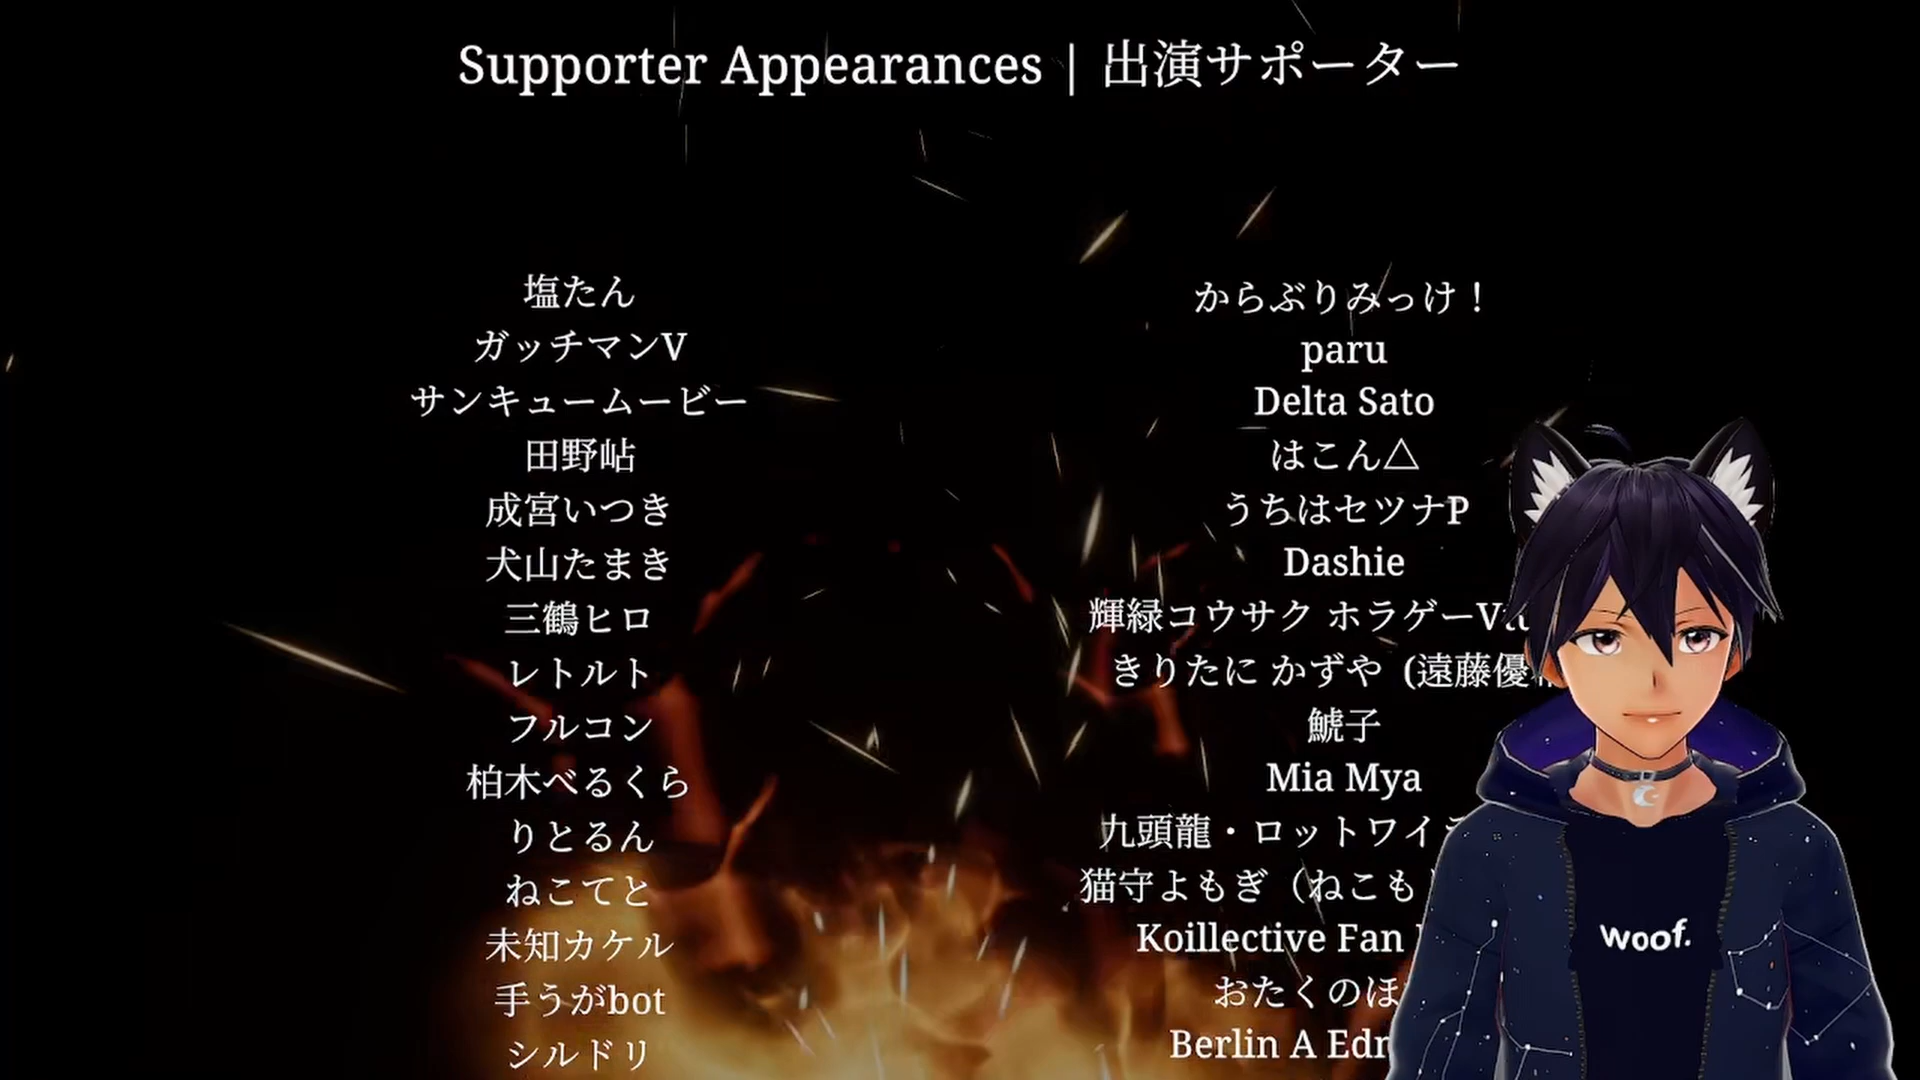 Supporter Appearances | 出演サポーター
塩たん
ガッチマンV
サンキュームービー
田野岾
成宮いつき
犬山たまき
三鶴ヒロ
レトルト
フルコン
柏木べるくら
りとるん
ねこてと
未知カケル
手うがbot
シルドリ
からぶりみっけ！
paru
Delta Sato
はこん△
うちはセツナP
Dashie
輝緑コウサク ホラゲーV
きりたに かずや (遠藤優
鯱子
Mia Mya
九頭龍・ロットワイ
猫守よもぎ（ねこも
Koillective Fan
おたくのほ
Berlin A
woof.